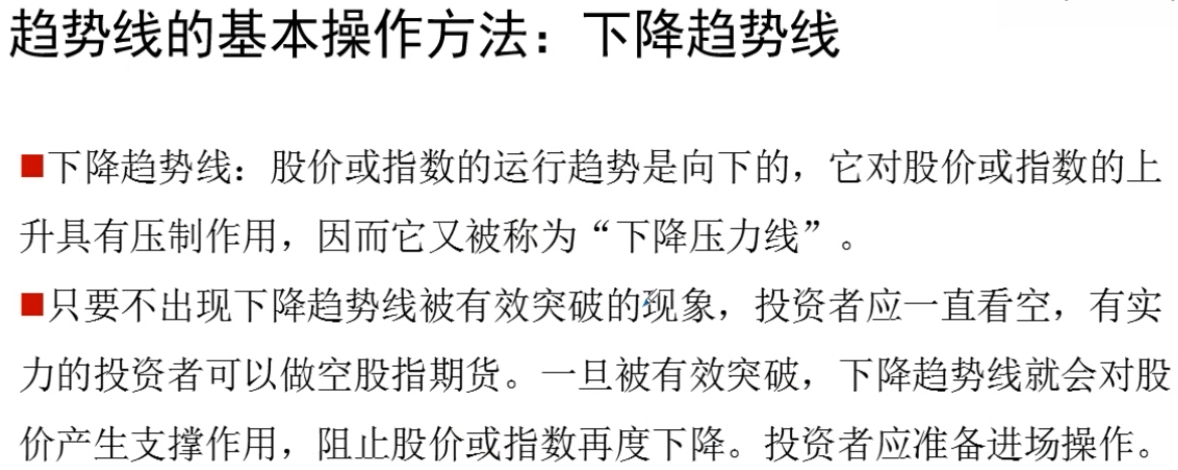 趋势线的基本操作方法：下降趋势线
■下降趋势线：股价或指数的运行趋势是向下的，它对股价或指数的上
升具有压制作用，因而它又被称为“下降压力线”。
■只要不出现下降趋势线被有效突破的现象，投资者应一直看空，有实
力的投资者可以做空股指期货。一旦被有效突破，下降趋势线就会对股
价产生支撑作用，阻止股价或指数再度下降。投资者应准备进场操作。